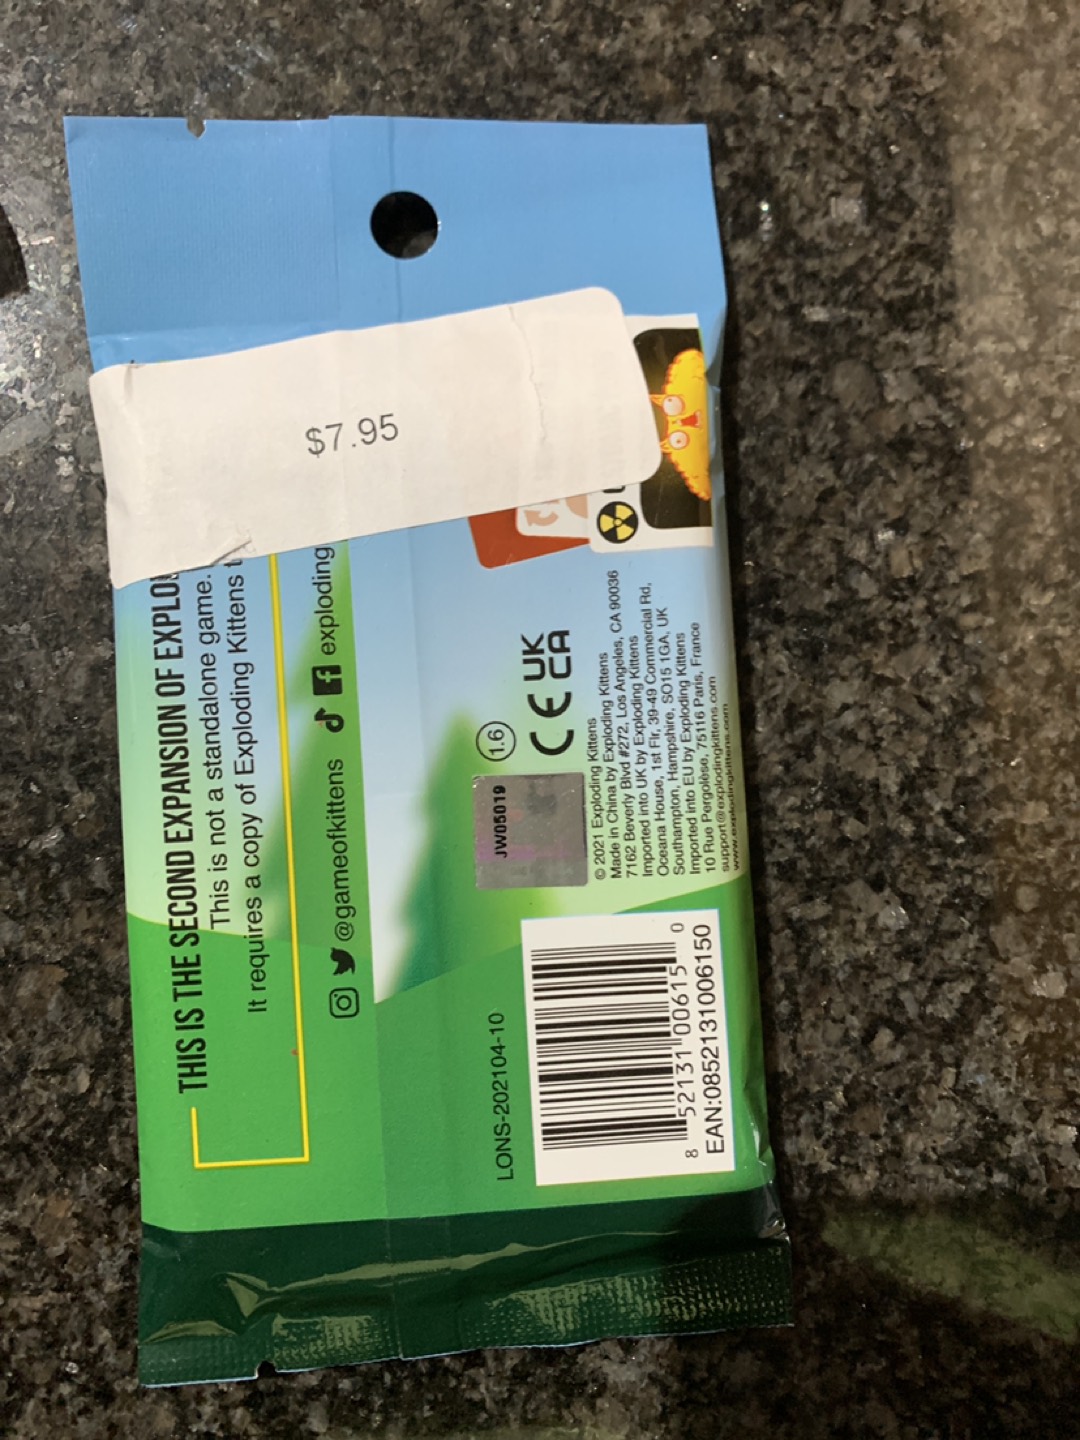 $7.95
THIS IS THE SECOND EXPANSION OF
This is not a standalone game.
It requires a copy of Exploding Kittens
@gameofkittens exploding
1.6
CE UK
CA
JW05019
© 2021 Exploding Kittens
Made in China by Exploding Kittens
7162 Beverly Blvd #272, Los Angeles, CA 90036
Imported into UK by Exploding Kittens
Oceana House, 1st Flr, 39-49 Commercial Rd,
Southampton, Hampshire, SO15 1GA, UK
Imported into EU by Exploding Kittens
10 Rue Pergolèse, 75116 Paris, France
support@explodingkittens.com
www.explodingkittens.com
LONS-202104-10
8 52131 00615 0
EAN:0852131006150